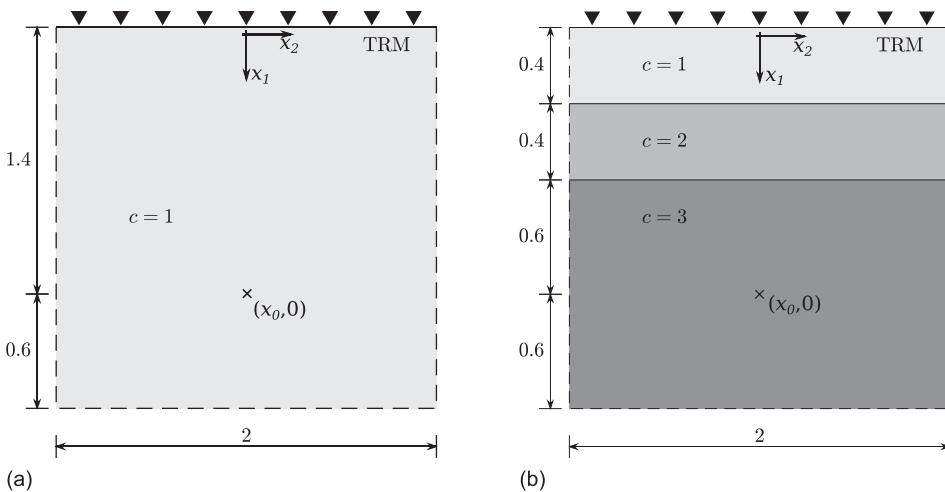 x₂
TRM
x₁
1.4
c = 1
(x₀,0)
0.6
2
(a)
x₂
TRM
0.4
c = 1
x₁
0.4
c = 2
c = 3
0.6
(x₀,0)
0.6
2
(b)